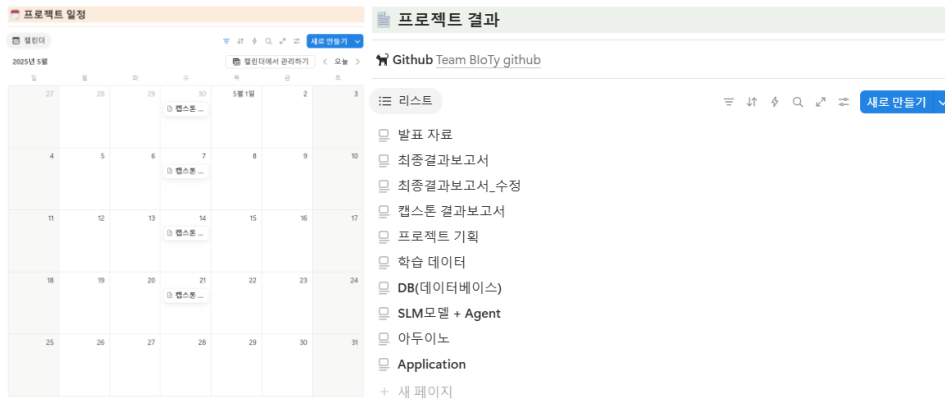 프로젝트 일정
캘린더
새로 만들기
2025년 5월
캘린더에서 관리하기
오늘
일 월 화 수 목 금 토
27 28 29 30 5월 1일 2 3
캡스톤 ...
4 5 6 7 8 9 10
캡스톤 ...
11 12 13 14 15 16 17
캡스톤 ...
18 19 20 21 22 23 24
캡스톤 ...
25 26 27 28 29 30 31
프로젝트 결과
Github Team BIoTy github
리스트
새로 만들기
발표 자료
최종결과보고서
최종결과보고서_수정
캡스톤 결과보고서
프로젝트 기획
학습 데이터
DB(데이터베이스)
SLM모델 + Agent
아두이노
Application
새 페이지